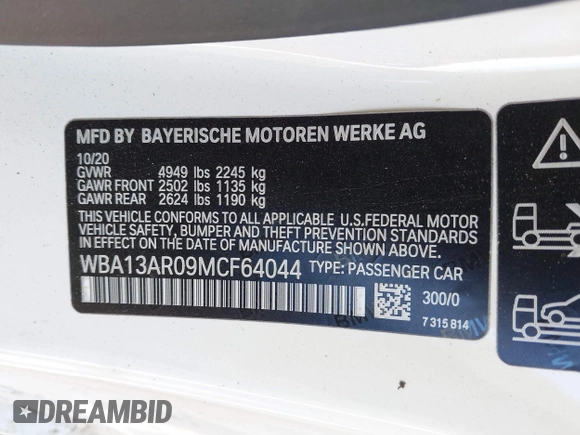 MFD BY BAYERISCHE MOTOREN WERKE AG
10/20
GVWR 4949 lbs 2245 kg
GAWR FRONT 2502 lbs 1135 kg
GAWR REAR 2624 lbs 1190 kg
THIS VEHICLE CONFORMS TO ALL APPLICABLE U.S.FEDERAL MOTOR
VEHICLE SAFETY, BUMPER AND THEFT PREVENTION STANDARDS
IN EFFECT ON THE DATE OF MANUFACTURE SHOWN ABOVE.
WBA13AR09MCF64044 TYPE: PASSENGER CAR
300/0
7 315 814
DREAMBID